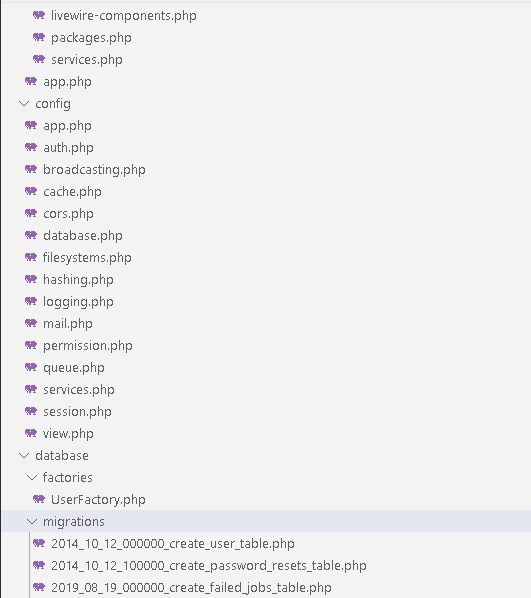 livewire-components.php
packages.php
services.php
app.php
config
app.php
auth.php
broadcasting.php
cache.php
cors.php
database.php
filesystems.php
hashing.php
logging.php
mail.php
permission.php
queue.php
services.php
session.php
view.php
database
factories
UserFactory.php
migrations
2014_10_12_000000_create_user_table.php
2014_10_12_100000_create_password_resets_table.php
2019_08_19_000000_create_failed_jobs_table.php